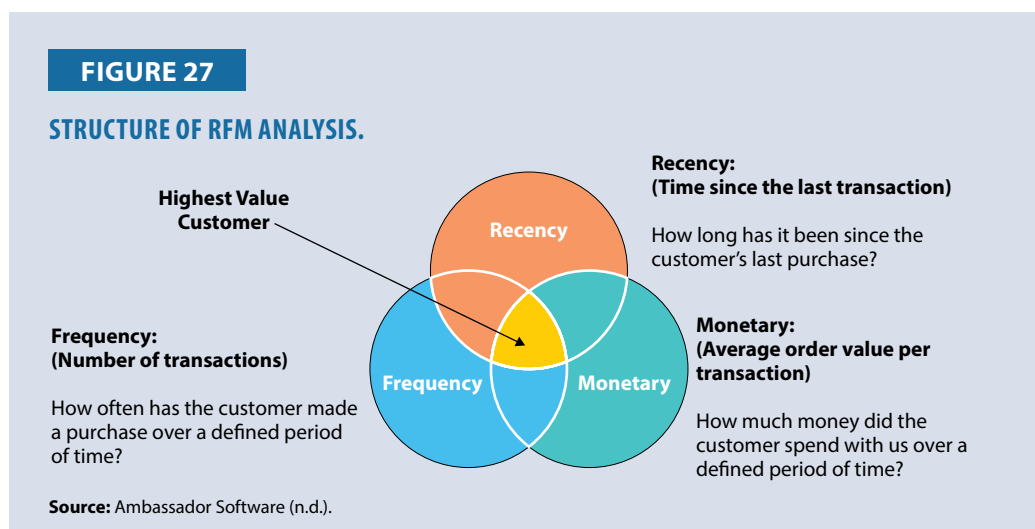 FIGURE 27
STRUCTURE OF RFM ANALYSIS.
Highest Value
Customer
Recency
Frequency
Monetary
Recency:
(Time since the last transaction)
How long has it been since the
customer’s last purchase?
Frequency:
(Number of transactions)
How often has the customer made
a purchase over a defined period
of time?
Monetary:
(Average order value per
transaction)
How much money did the
customer spend with us over a
defined period of time?
Source: Ambassador Software (n.d.).